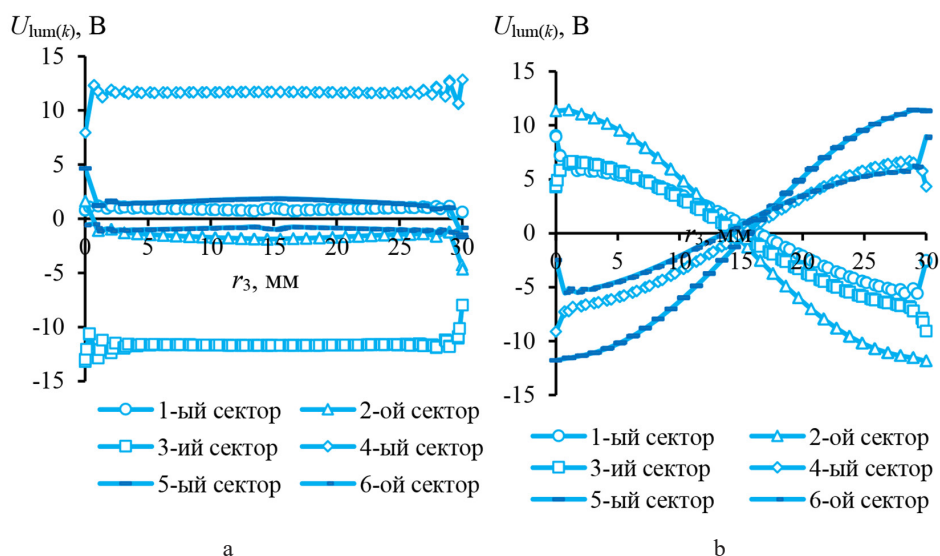 U_lum(k), В
15
10
5
0
-5
-10
-15
0 5 10 15 20 25 30
r₃, мм
1-ый сектор 2-ой сектор
3-ий сектор 4-ый сектор
5-ый сектор 6-ой сектор
a
U_lum(k), В
15
10
5
0
-5
-10
-15
0 5 10 15 20 25 30
r₃, мм
1-ый сектор 2-ой сектор
3-ий сектор 4-ый сектор
5-ый сектор 6-ой сектор
b